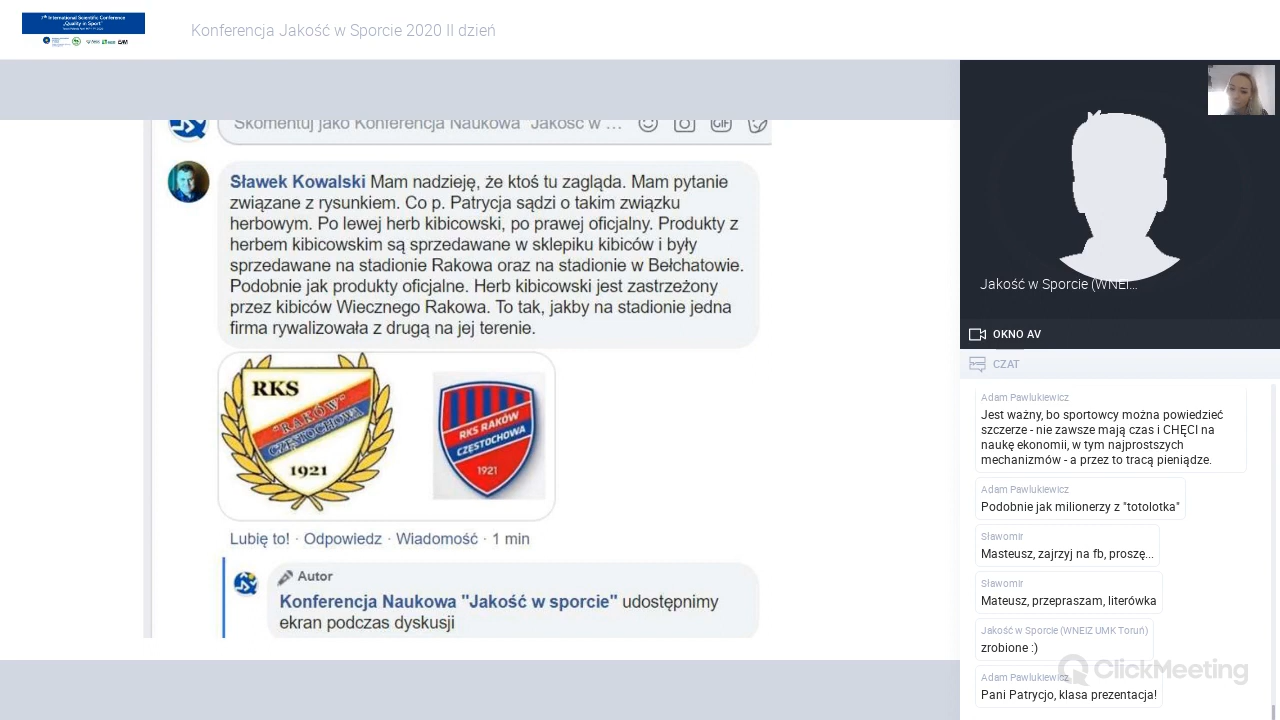 7th International Scientific Conference
„Quality in Sport"
Konferencja Jakość w Sporcie 2020 II dzień
Skomentuj jako Konferencja Naukowa "Jakość w ...
GIF
Sławek Kowalski Mam nadzieję, że ktoś tu zagląda. Mam pytanie
związane z rysunkiem. Co p. Patrycja sądzi o takim związku
herbowym. Po lewej herb kibicowski, po prawej oficjalny. Produkty z
herbem kibicowskim są sprzedawane w sklepiku kibiców i były
sprzedawane na stadionie Rakowa oraz na stadionie w Bełchatowie.
Podobnie jak produkty oficjalne. Herb kibicowski jest zastrzeżony
przez kibiców Wiecznego Rakowa. To tak, jakby na stadionie jedna
firma rywalizowała z drugą na jej terenie.
RKS
"RAKÓW"
CZĘSTOCHOWA
1921
RKS RAKÓW
CZĘSTOCHOWA
1921
Lubię to! · Odpowiedz · Wiadomość · 1 min
Autor
Konferencja Naukowa "Jakość w sporcie" udostępnimy
ekran podczas dyskusji
Jakość w Sporcie (WNEI...
OKNO AV
CZAT
Adam Pawlukiewicz
Jest ważny, bo sportowcy można powiedzieć
szczerze - nie zawsze mają czas i CHĘCI na
naukę ekonomii, w tym najprostszych
mechanizmów - a przez to tracą pieniądze.
Adam Pawlukiewicz
Podobnie jak milionerzy z "totolotka"
Sławomir
Masteusz, zajrzyj na fb, proszę...
Sławomir
Mateusz, przepraszam, literówka
Jakość w Sporcie (WNEIZ UMK Toruń)
zrobione :)
Adam Pawlukiewicz
Pani Patrycjo, klasa prezentacja!
ClickMeeting